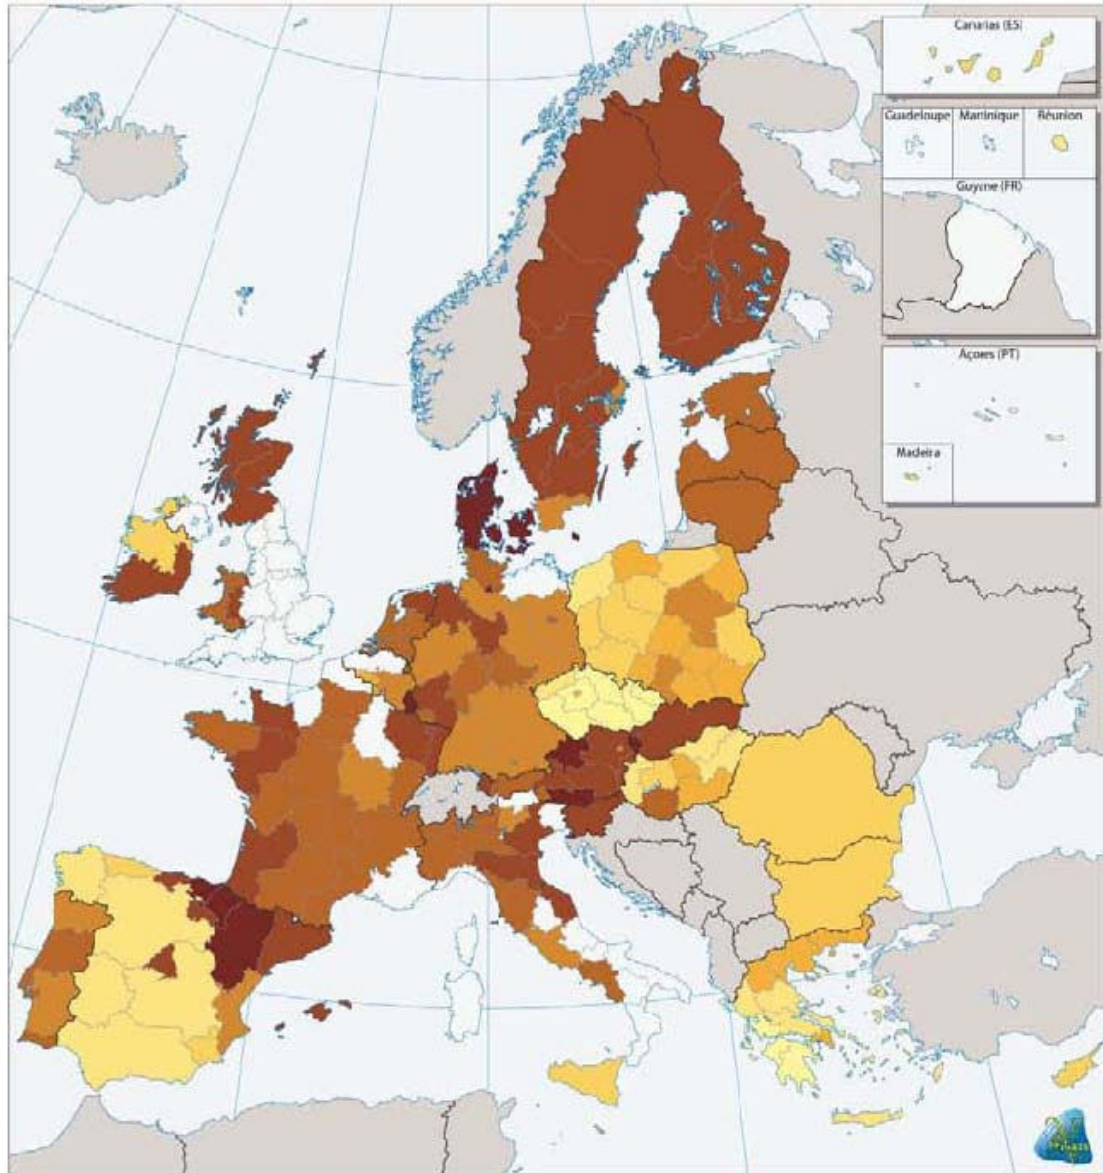 Canarias (ES)
Guadeloupe
Martinique
Réunion
Guyane (FR)
Açores (PT)
Madeira